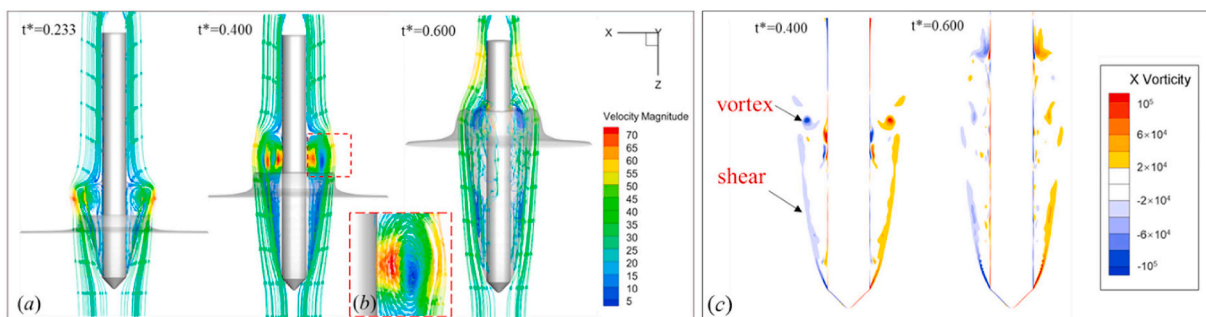 t*=0.233
t*=0.400
t*=0.600
X
Y
Z
Velocity Magnitude
70
65
60
55
50
45
40
35
30
25
20
15
10
5
(a)
(b)
t*=0.400
t*=0.600
vortex
shear
X Vorticity
10⁵
6×10⁴
2×10⁴
-2×10⁴
-6×10⁴
-10⁵
(c)